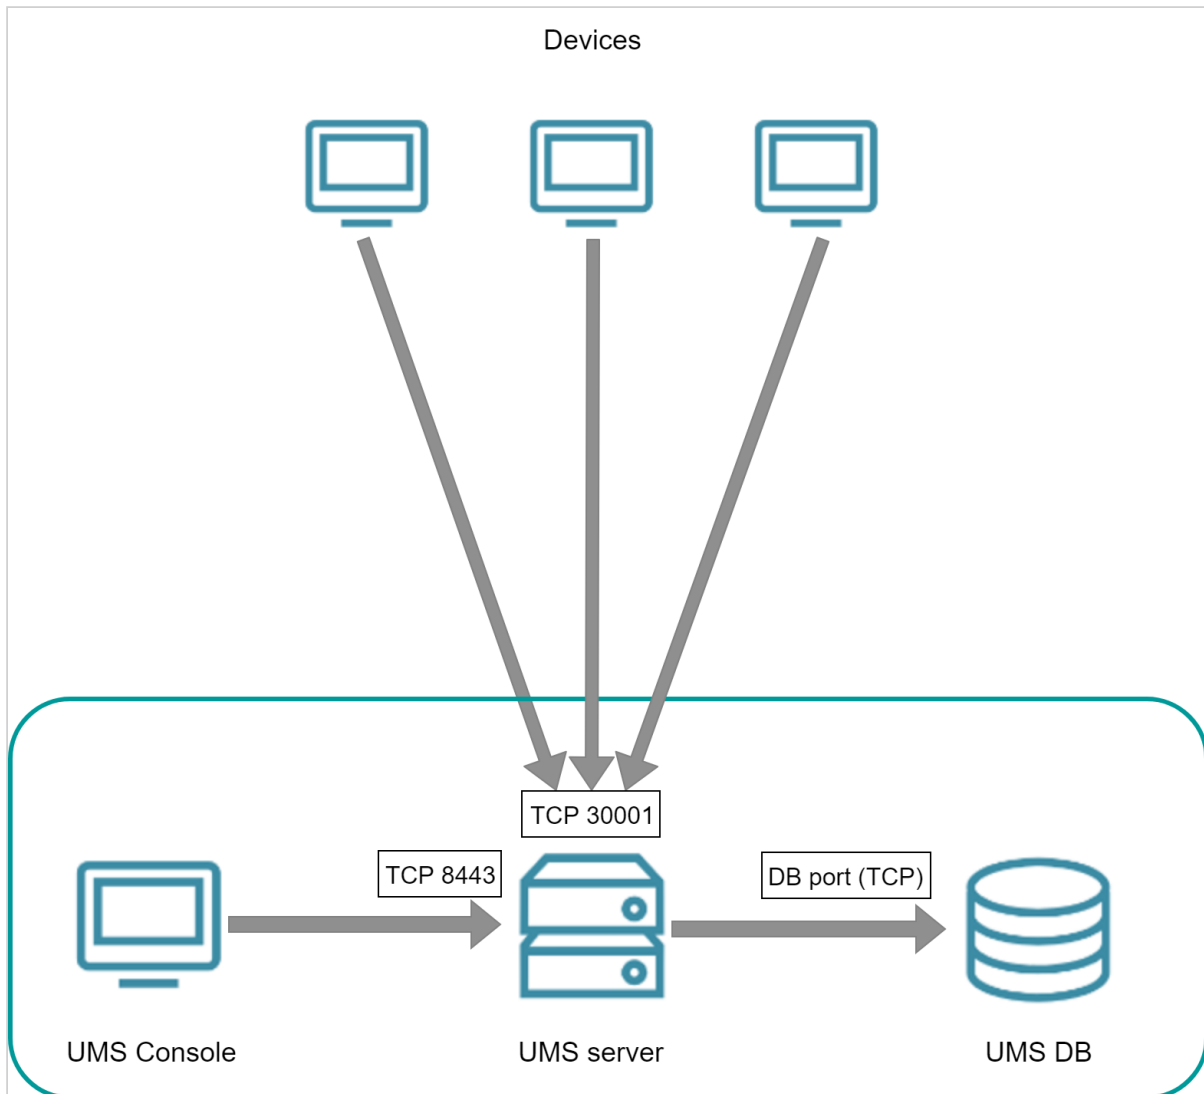 Devices
TCP 30001
TCP 8443
DB port (TCP)
UMS Console
UMS server
UMS DB